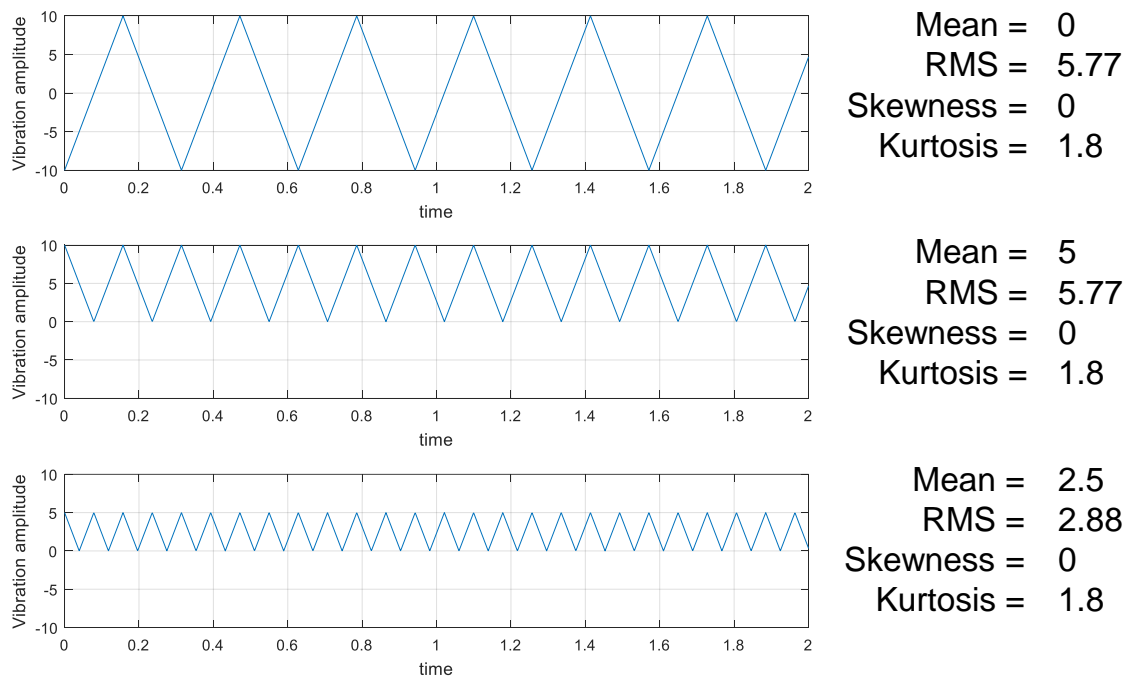 Vibration amplitude
10
5
0
-5
-10
0 0.2 0.4 0.6 0.8 1 1.2 1.4 1.6 1.8 2
time
Mean = 0
RMS = 5.77
Skewness = 0
Kurtosis = 1.8
Vibration amplitude
10
5
0
-5
-10
0 0.2 0.4 0.6 0.8 1 1.2 1.4 1.6 1.8 2
time
Mean = 5
RMS = 5.77
Skewness = 0
Kurtosis = 1.8
Vibration amplitude
10
5
0
-5
-10
0 0.2 0.4 0.6 0.8 1 1.2 1.4 1.6 1.8 2
time
Mean = 2.5
RMS = 2.88
Skewness = 0
Kurtosis = 1.8